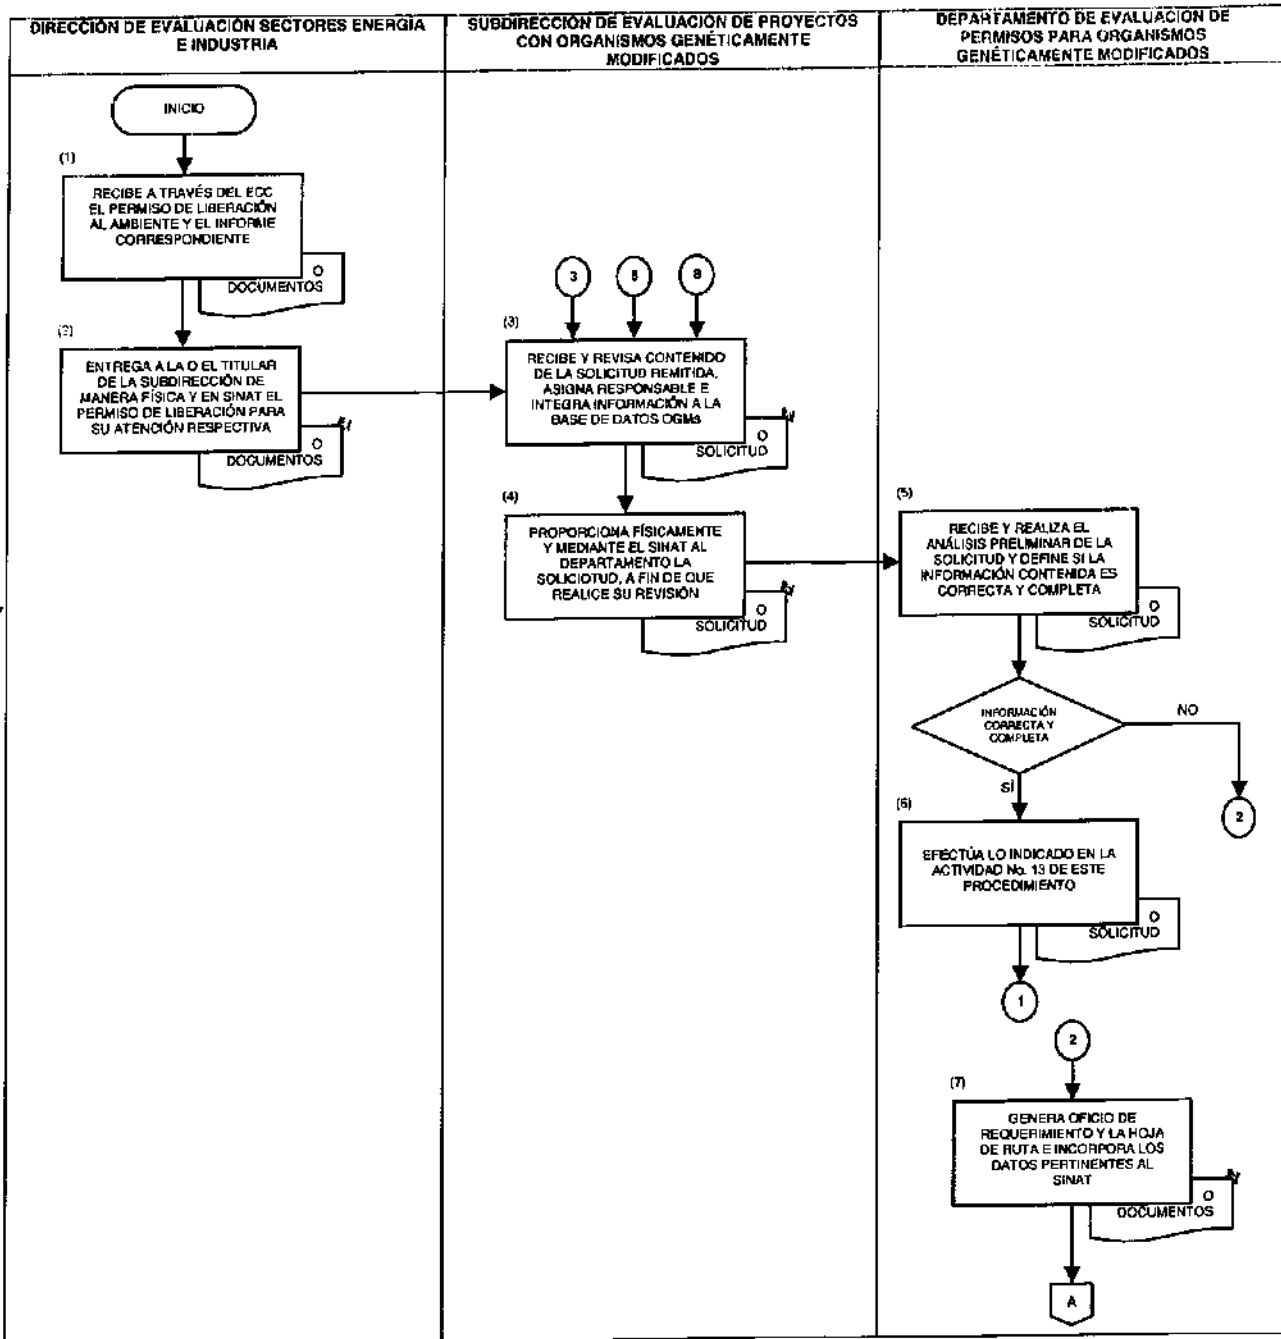 DIRECCIÓN DE EVALUACIÓN SECTORES ENERGIA
E INDUSTRIA
SUBDIRECCIÓN DE EVALUACION DE PROYECTOS
CON ORGANISMOS GENÉTICAMENTE
MODIFICADOS
DEPARTAMENTO DE EVALUACION DE
PERMISOS PARA ORGANISMOS
GENÉTICAMENTE MODIFICADOS
INICIO
(1)
RECIBE A TRAVÉS DEL ECC
EL PERMISO DE LIBERACIÓN
AL AMBIENTE Y EL INFORME
CORRESPONDIENTE
O
DOCUMENTOS
(2)
ENTREGA A LA O EL TITULAR
DE LA SUBDIRECCIÓN DE
MANERA FÍSICA Y EN SINAT EL
PERMISO DE LIBERACIÓN PARA
SU ATENCIÓN RESPECTIVA
O
DOCUMENTOS
3
8
(3)
RECIBE Y REVISA CONTENIDO
DE LA SOLICITUD REMITIDA,
ASIGNA RESPONSABLE E
INTEGRA INFORMACIÓN A LA
BASE DE DATOS OGMs
O
SOLICITUD
(4)
PROPORCIONA FÍSICAMENTE
Y MEDIANTE EL SINAT AL
DEPARTAMENTO LA
SOLICIOTUD, A FIN DE QUE
REALICE SU REVISIÓN
O
SOLICITUD
(5)
RECIBE Y REALIZA EL
ANÁLISIS PRELIMINAR DE LA
SOLICITUD Y DEFINE SI LA
INFORMACIÓN CONTENIDA ES
CORRECTA Y COMPLETA
O
SOLICITUD
INFORMACIÓN
CORRECTA Y
COMPLETA
NO
2
SÍ
(6)
EFECTÚA LO INDICADO EN LA
ACTIVIDAD No. 13 DE ESTE
PROCEDIMIENTO
O
SOLICITUD
1
2
(7)
GENERA OFICIO DE
REQUERIMIENTO Y LA HOJA
DE RUTA E INCORPORA LOS
DATOS PERTINENTES AL
SINAT
O
DOCUMENTOS
A